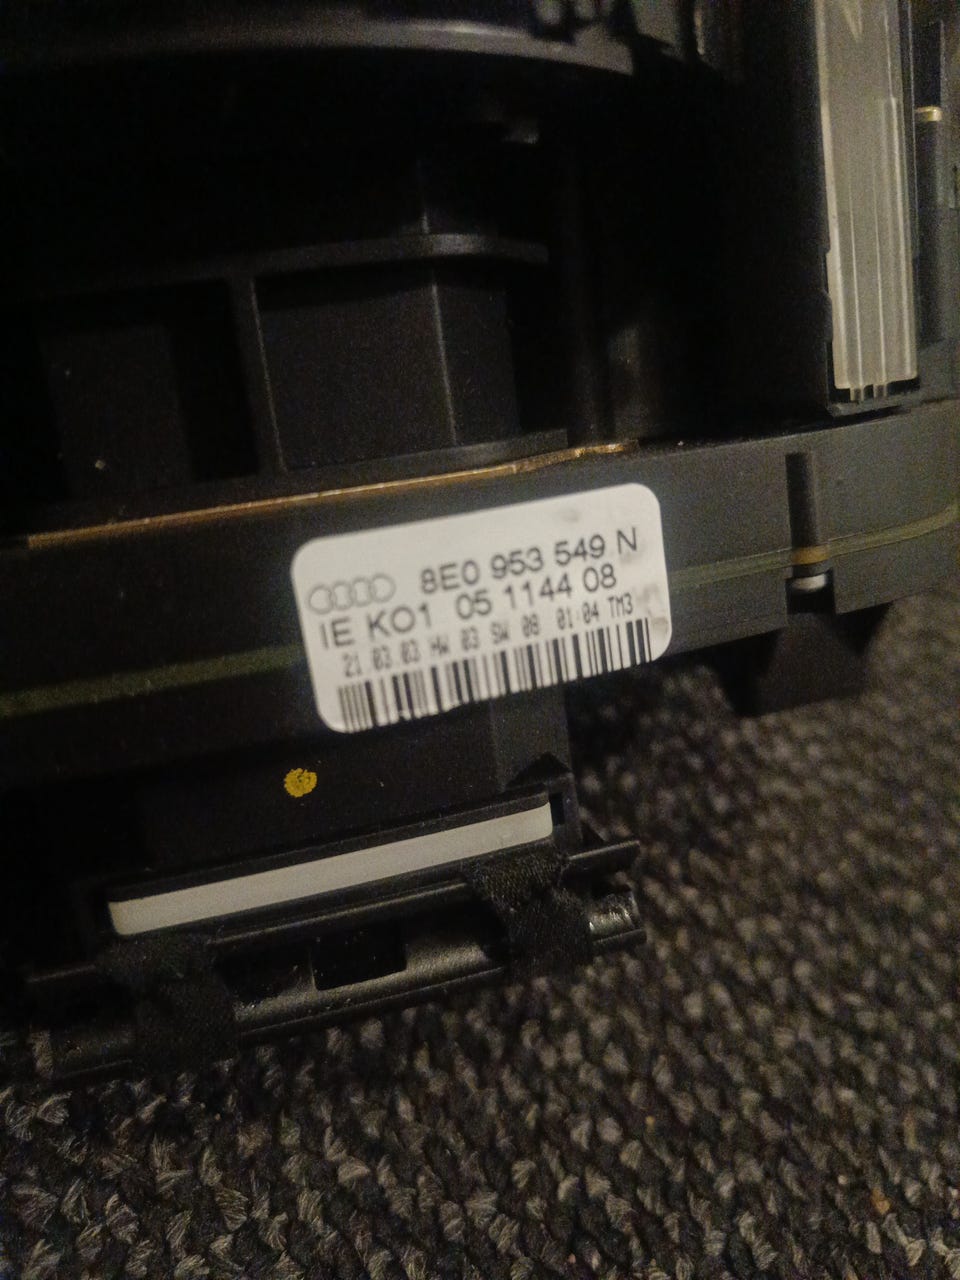 8E0 953 549 N
IE KO1 05 1144 08
21.03.03 HW 03 SW 08 01:04 TM3